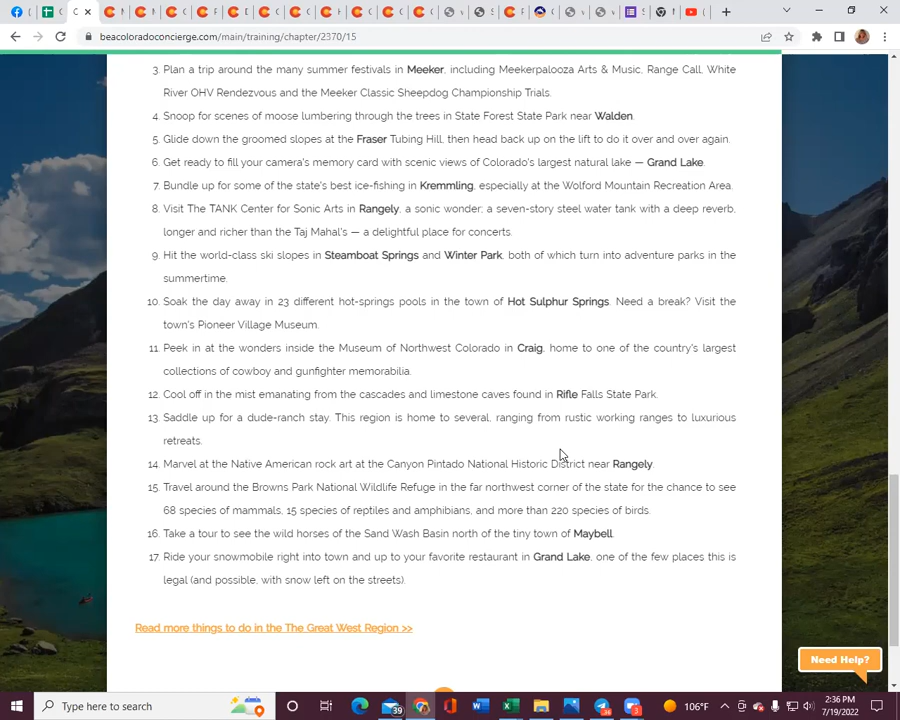 beacoloradoconcierge.com/main/training/chapter/2370/15
3. Plan a trip around the many summer festivals in Meeker, including Meekerpalooza Arts & Music, Range Call, White
River OHV Rendezvous and the Meeker Classic Sheepdog Championship Trials.
4. Snoop for scenes of moose lumbering through the trees in State Forest State Park near Walden.
5. Glide down the groomed slopes at the Fraser Tubing Hill, then head back up on the lift to do it over and over again.
6. Get ready to fill your camera's memory card with scenic views of Colorado's largest natural lake — Grand Lake.
7. Bundle up for some of the state's best ice-fishing in Kremmling, especially at the Wolford Mountain Recreation Area.
8. Visit The TANK Center for Sonic Arts in Rangely, a sonic wonder; a seven-story steel water tank with a deep reverb,
longer and richer than the Taj Mahal's — a delightful place for concerts.
9. Hit the world-class ski slopes in Steamboat Springs and Winter Park, both of which turn into adventure parks in the
summertime.
10. Soak the day away in 23 different hot-springs pools in the town of Hot Sulphur Springs. Need a break? Visit the
town's Pioneer Village Museum.
11. Peek in at the wonders inside the Museum of Northwest Colorado in Craig, home to one of the country's largest
collections of cowboy and gunfighter memorabilia.
12. Cool off in the mist emanating from the cascades and limestone caves found in Rifle Falls State Park.
13. Saddle up for a dude-ranch stay. This region is home to several, ranging from rustic working ranges to luxurious
retreats.
14. Marvel at the Native American rock art at the Canyon Pintado National Historic District near Rangely.
15. Travel around the Browns Park National Wildlife Refuge in the far northwest corner of the state for the chance to see
68 species of mammals, 15 species of reptiles and amphibians, and more than 220 species of birds.
16. Take a tour to see the wild horses of the Sand Wash Basin north of the tiny town of Maybell.
17. Ride your snowmobile right into town and up to your favorite restaurant in Grand Lake, one of the few places this is
legal (and possible, with snow left on the streets).
Read more things to do in the The Great West Region >>
Need Help?
Type here to search
39
36
3
106°F
2:36 PM
7/19/2022